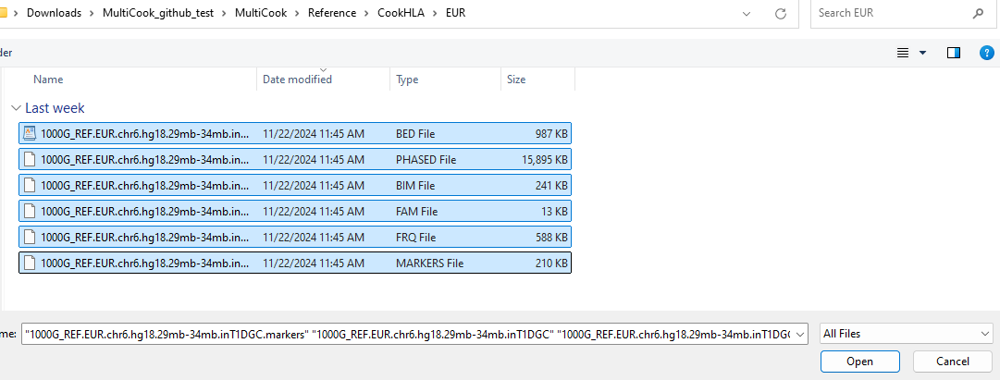 Downloads > MultiCook_github_test > MultiCook > Reference > CookHLA > EUR
Search EUR
der
Name Date modified Type Size
Last week
1000G_REF.EUR.chr6.hg18.29mb-34mb.in... 11/22/2024 11:45 AM BED File 987 KB
1000G_REF.EUR.chr6.hg18.29mb-34mb.in... 11/22/2024 11:45 AM PHASED File 15,895 KB
1000G_REF.EUR.chr6.hg18.29mb-34mb.in... 11/22/2024 11:45 AM BIM File 241 KB
1000G_REF.EUR.chr6.hg18.29mb-34mb.in... 11/22/2024 11:45 AM FAM File 13 KB
1000G_REF.EUR.chr6.hg18.29mb-34mb.in... 11/22/2024 11:45 AM FRQ File 588 KB
1000G_REF.EUR.chr6.hg18.29mb-34mb.in... 11/22/2024 11:45 AM MARKERS File 210 KB
me: "1000G_REF.EUR.chr6.hg18.29mb-34mb.inT1DGC.markers" "1000G_REF.EUR.chr6.hg18.29mb-34mb.inT1DGC" "1000G_REF.EUR.chr6.hg18.29mb-34mb.inT1DGC All Files
Open Cancel